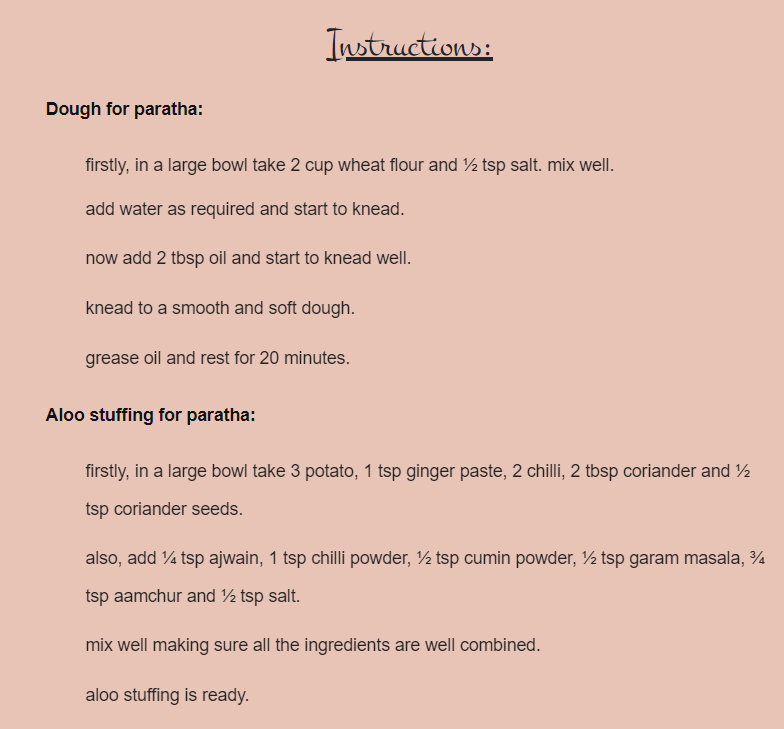 Instructions:
Dough for paratha:
firstly, in a large bowl take 2 cup wheat flour and ½ tsp salt. mix well.
add water as required and start to knead.
now add 2 tbsp oil and start to knead well.
knead to a smooth and soft dough.
grease oil and rest for 20 minutes.
Aloo stuffing for paratha:
firstly, in a large bowl take 3 potato, 1 tsp ginger paste, 2 chilli, 2 tbsp coriander and ½
tsp coriander seeds.
also, add ¼ tsp ajwain, 1 tsp chilli powder, ½ tsp cumin powder, ½ tsp garam masala, ¾
tsp aamchur and ½ tsp salt.
mix well making sure all the ingredients are well combined.
aloo stuffing is ready.